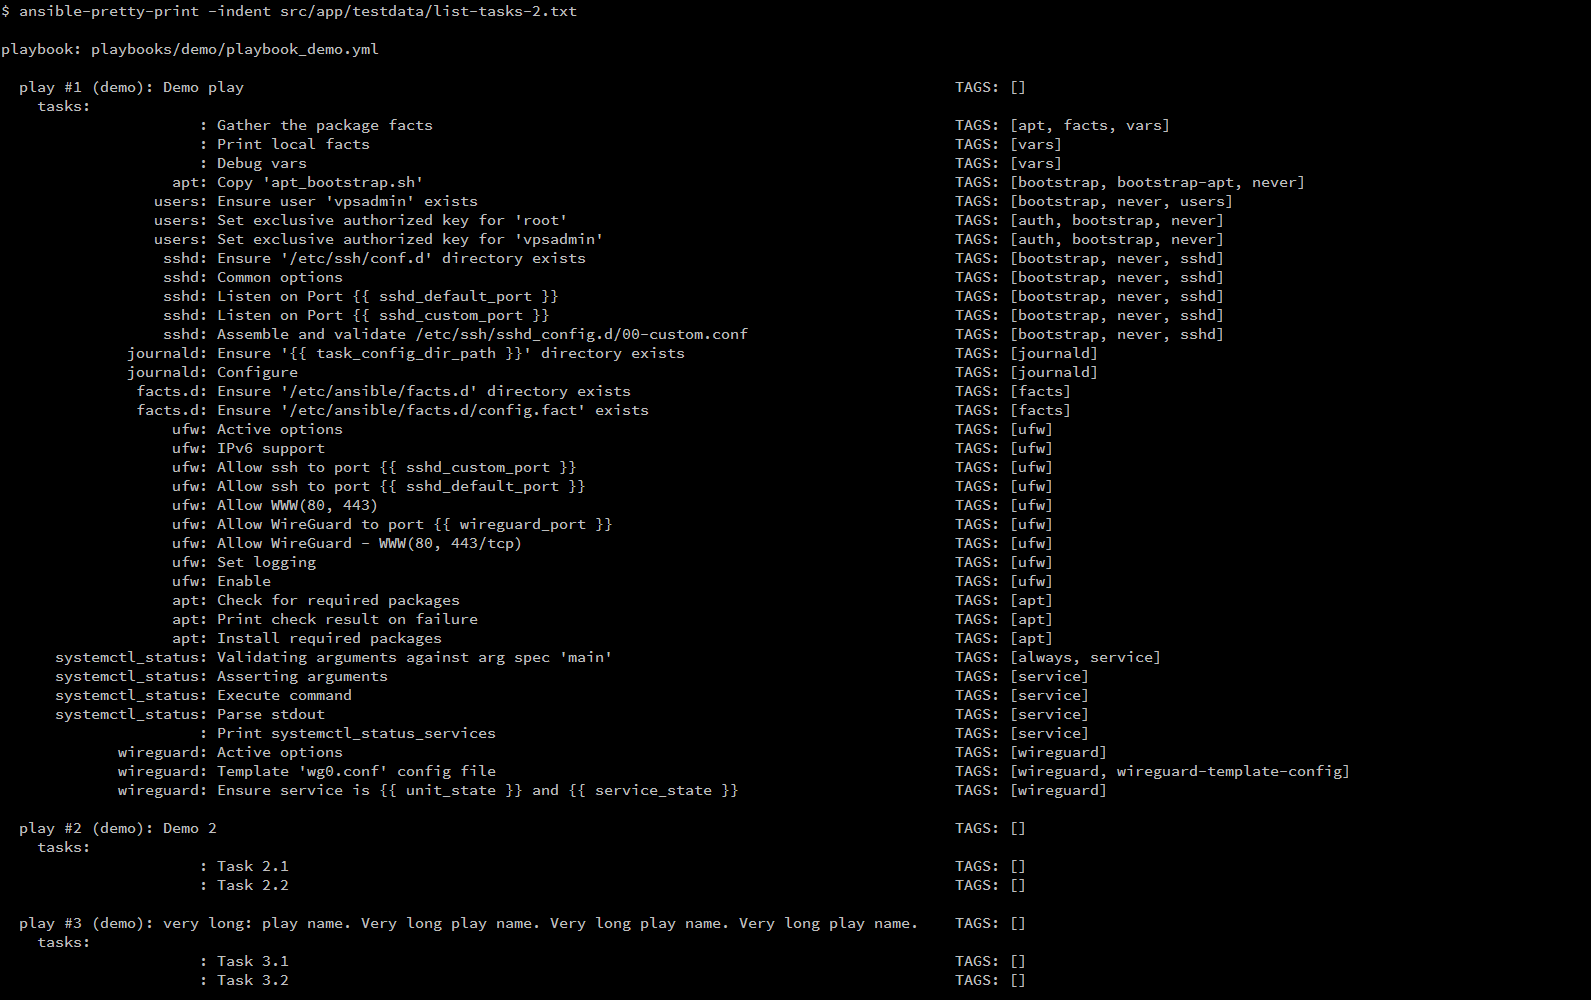 $ ansible-pretty-print -indent src/app/testdata/list-tasks-2.txt
playbook: playbooks/demo/playbook_demo.yml
play #1 (demo): Demo play TAGS: []
tasks:
: Gather the package facts TAGS: [apt, facts, vars]
: Print local facts TAGS: [vars]
: Debug vars TAGS: [vars]
apt: Copy 'apt_bootstrap.sh' TAGS: [bootstrap, bootstrap-apt, never]
users: Ensure user 'vpsadmin' exists TAGS: [bootstrap, never, users]
users: Set exclusive authorized key for 'root' TAGS: [auth, bootstrap, never]
users: Set exclusive authorized key for 'vpsadmin' TAGS: [auth, bootstrap, never]
sshd: Ensure '/etc/ssh/conf.d' directory exists TAGS: [bootstrap, never, sshd]
sshd: Common options TAGS: [bootstrap, never, sshd]
sshd: Listen on Port {{ sshd_default_port }} TAGS: [bootstrap, never, sshd]
sshd: Listen on Port {{ sshd_custom_port }} TAGS: [bootstrap, never, sshd]
sshd: Assemble and validate /etc/ssh/sshd_config.d/00-custom.conf TAGS: [bootstrap, never, sshd]
journald: Ensure '{{ task_config_dir_path }}' directory exists TAGS: [journald]
journald: Configure TAGS: [journald]
facts.d: Ensure '/etc/ansible/facts.d' directory exists TAGS: [facts]
facts.d: Ensure '/etc/ansible/facts.d/config.fact' exists TAGS: [facts]
ufw: Active options TAGS: [ufw]
ufw: IPv6 support TAGS: [ufw]
ufw: Allow ssh to port {{ sshd_custom_port }} TAGS: [ufw]
ufw: Allow ssh to port {{ sshd_default_port }} TAGS: [ufw]
ufw: Allow WWW(80, 443) TAGS: [ufw]
ufw: Allow WireGuard to port {{ wireguard_port }} TAGS: [ufw]
ufw: Allow WireGuard - WWW(80, 443/tcp) TAGS: [ufw]
ufw: Set logging TAGS: [ufw]
ufw: Enable TAGS: [ufw]
apt: Check for required packages TAGS: [apt]
apt: Print check result on failure TAGS: [apt]
apt: Install required packages TAGS: [apt]
systemctl_status: Validating arguments against arg spec 'main' TAGS: [always, service]
systemctl_status: Asserting arguments TAGS: [service]
systemctl_status: Execute command TAGS: [service]
systemctl_status: Parse stdout TAGS: [service]
: Print systemctl_status_services TAGS: [service]
wireguard: Active options TAGS: [wireguard]
wireguard: Template 'wg0.conf' config file TAGS: [wireguard, wireguard-template-config]
wireguard: Ensure service is {{ unit_state }} and {{ service_state }} TAGS: [wireguard]
play #2 (demo): Demo 2 TAGS: []
tasks:
: Task 2.1 TAGS: []
: Task 2.2 TAGS: []
play #3 (demo): very long: play name. Very long play name. Very long play name. Very long play name. TAGS: []
tasks:
: Task 3.1 TAGS: []
: Task 3.2 TAGS: []